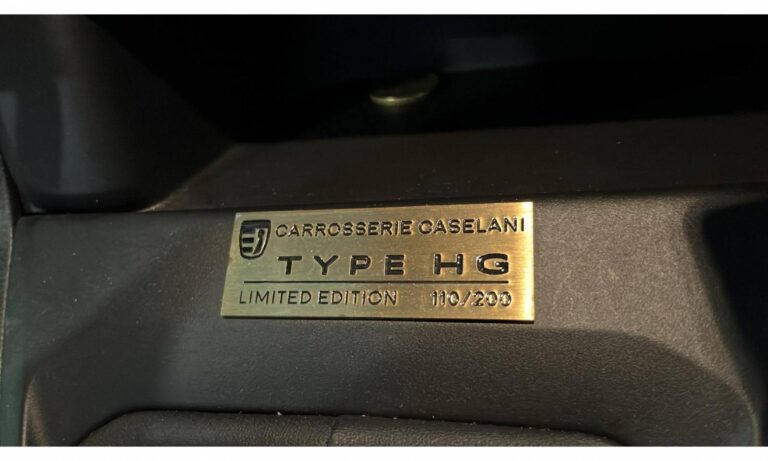 CARROSSERIE CASELANI
TYPE HG
LIMITED EDITION 110/200